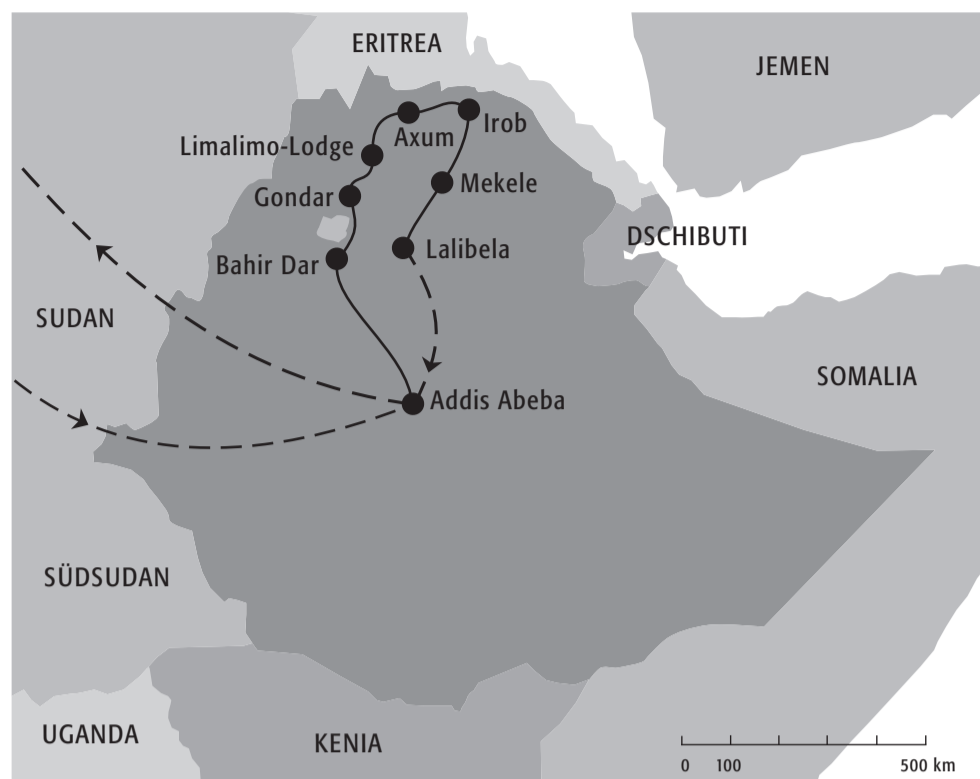 ERITREA
JEMEN
Irob
Axum
Limalimo-Lodge
Mekele
Gondar
DSCHIBUTI
Lalibela
Bahir Dar
SUDAN
SOMALIA
Addis Abeba
SÜDSUDAN
UGANDA
KENIA
0 100 500 km